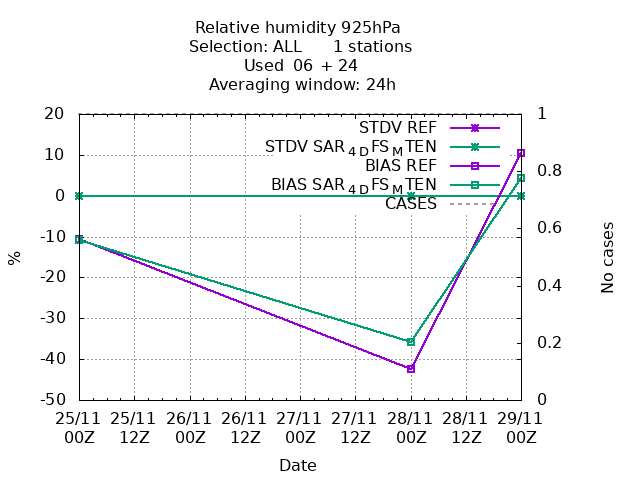 Relative humidity 925hPa
Selection: ALL 1 stations
Used 06 + 24
Averaging window: 24h
20
10
0
-10
-20
-30
-40
-50
%
STDV REF
STDV SAR4DFSMTEN
BIAS REF
BIAS SAR4DFSMTEN
CASES
1
0.8
0.6
0.4
0.2
0
No cases
25/11 25/11 26/11 26/11 27/11 27/11 28/11 28/11 29/11
00Z 12Z 00Z 12Z 00Z 12Z 00Z 12Z 00Z
Date